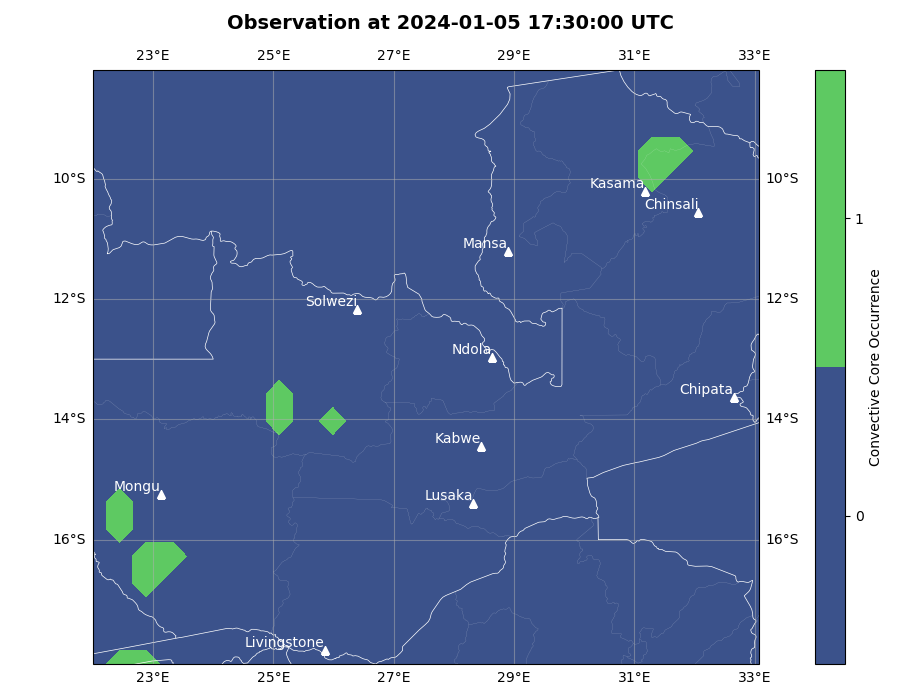 Observation at 2024-01-05 17:30:00 UTC
23°E 25°E 27°E 29°E 31°E 33°E
10°S 10°S
Kasama
Chinsali
1
Mansa
12°S 12°S
Solwezi
Ndola
Convective Core Occurrence
Chipata
14°S 14°S
Kabwe
Mongu
Lusaka
0
16°S 16°S
Livingstone
23°E 25°E 27°E 29°E 31°E 33°E